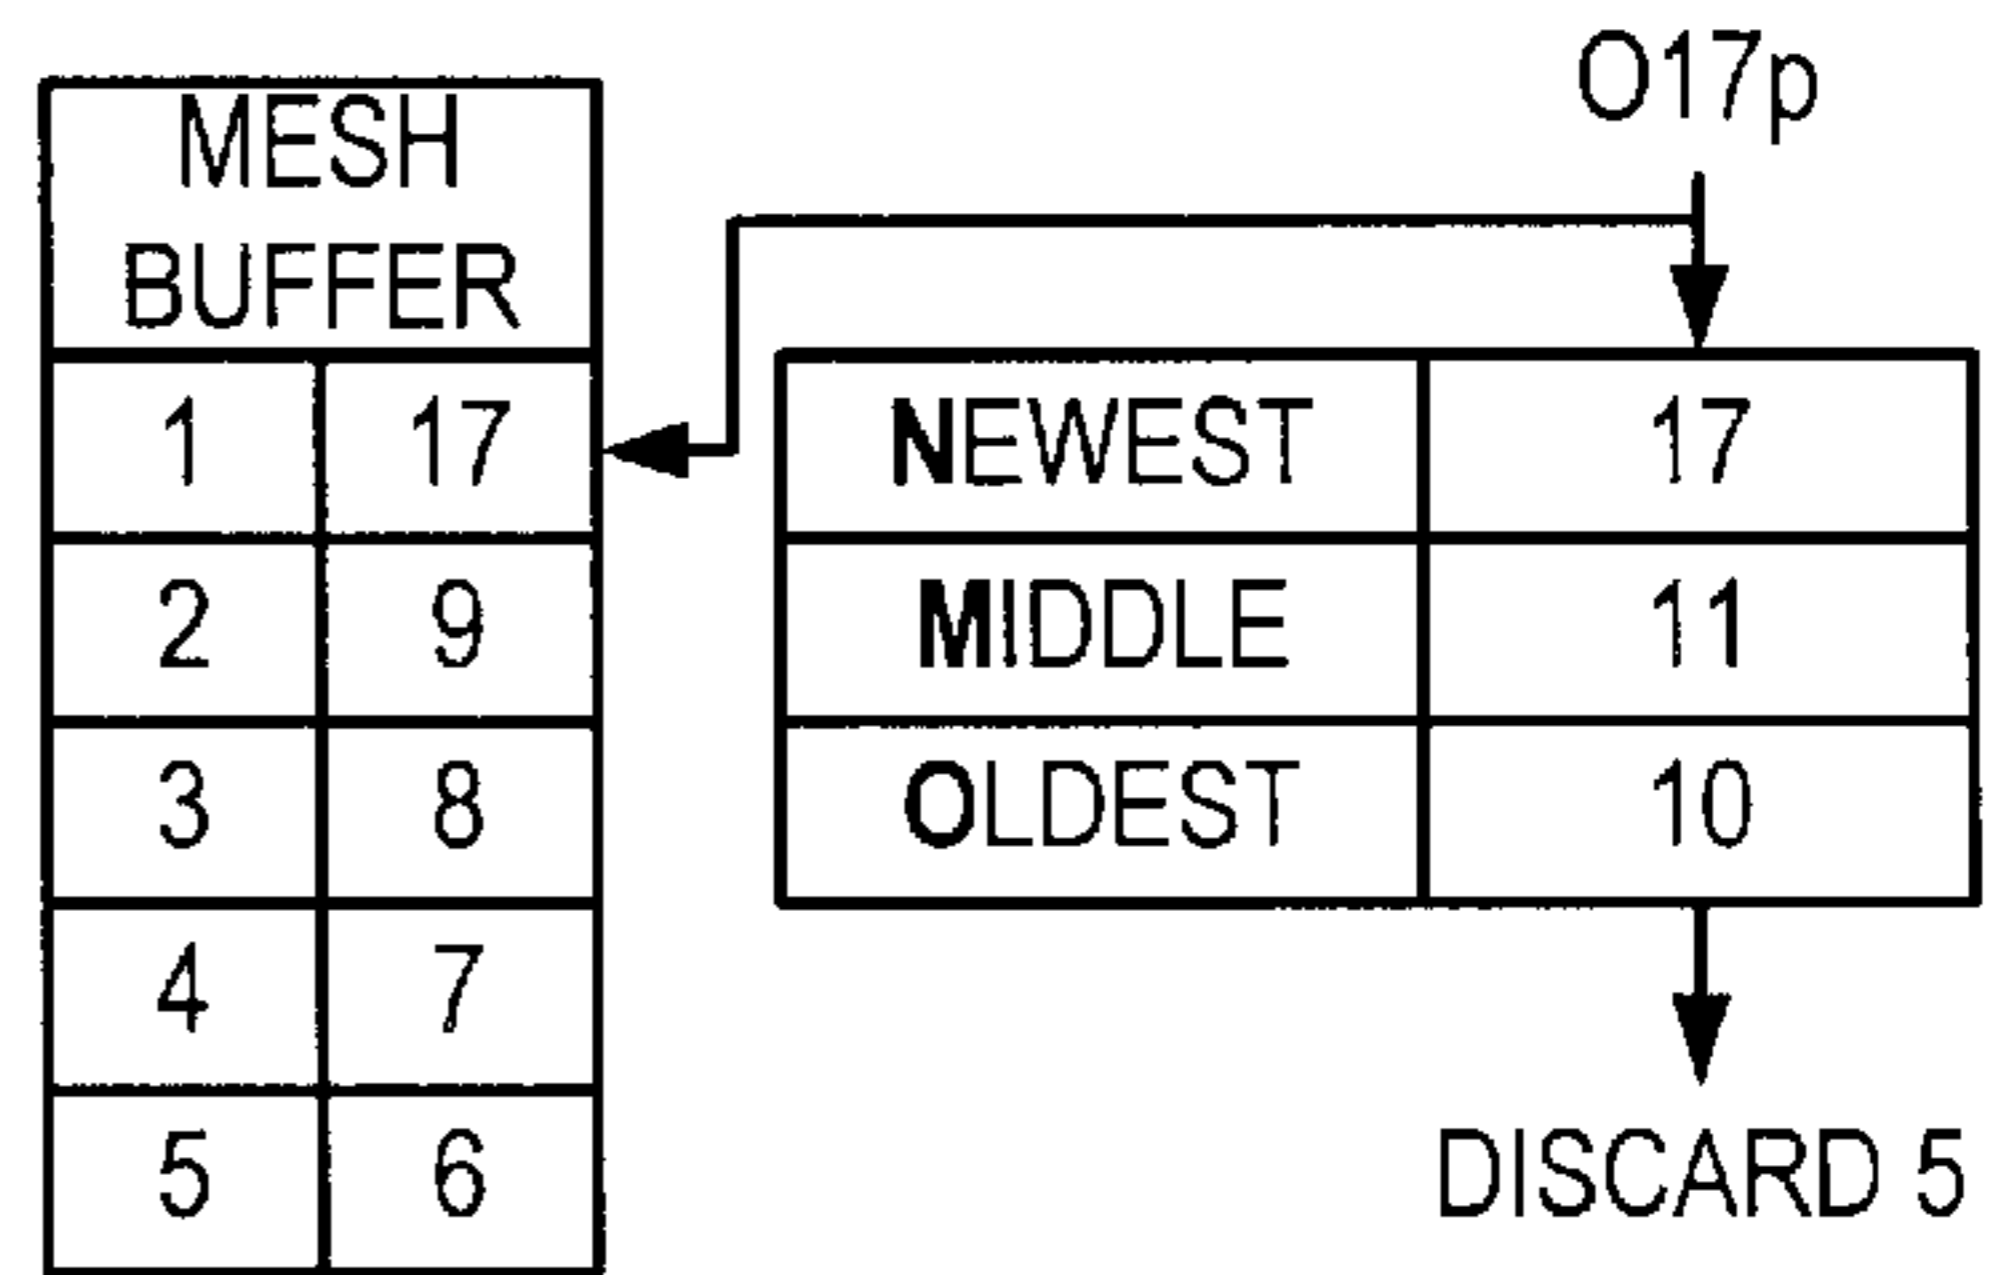 MESH
BUFFER
1 17
2 9
3 8
4 7
5 6
O17p
NEWEST 17
MIDDLE 11
OLDEST 10
DISCARD 5